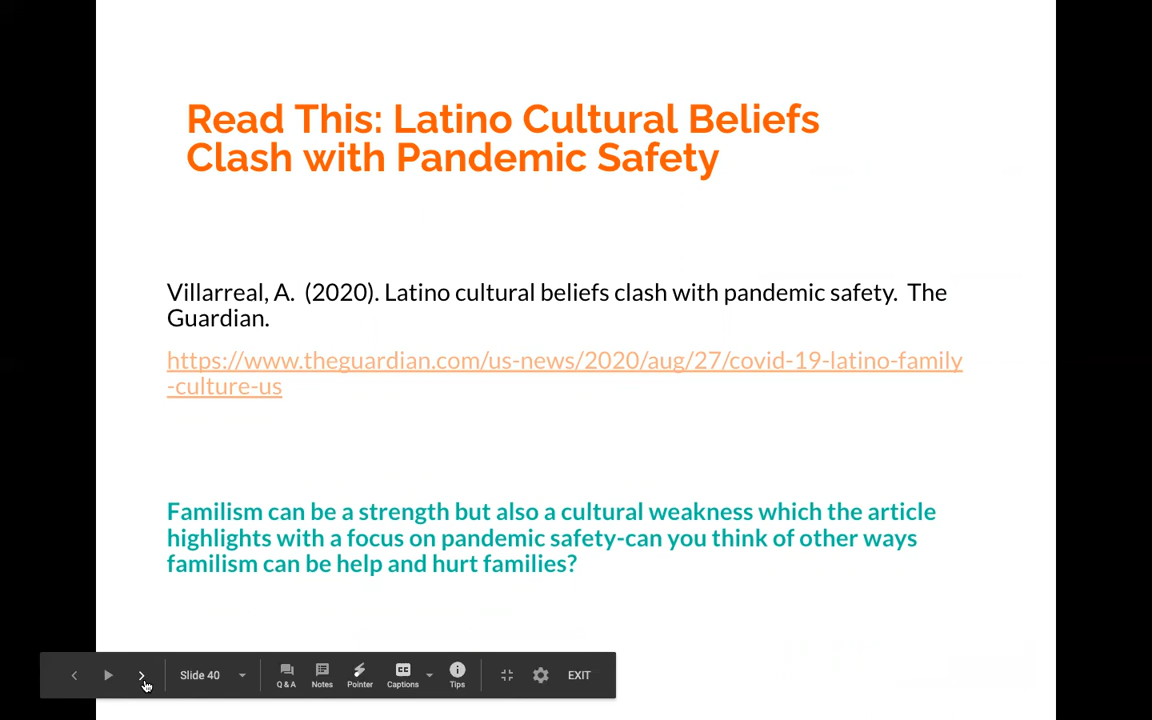 Read This: Latino Cultural Beliefs
Clash with Pandemic Safety
Villarreal, A.  (2020). Latino cultural beliefs clash with pandemic safety.  The
Guardian.
https://www.theguardian.com/us-news/2020/aug/27/covid-19-latino-family
-culture-us
Familism can be a strength but also a cultural weakness which the article
highlights with a focus on pandemic safety-can you think of other ways
familism can be help and hurt families?
Slide 40
Q & A
Notes
Pointer
CC
Captions
Tips
EXIT